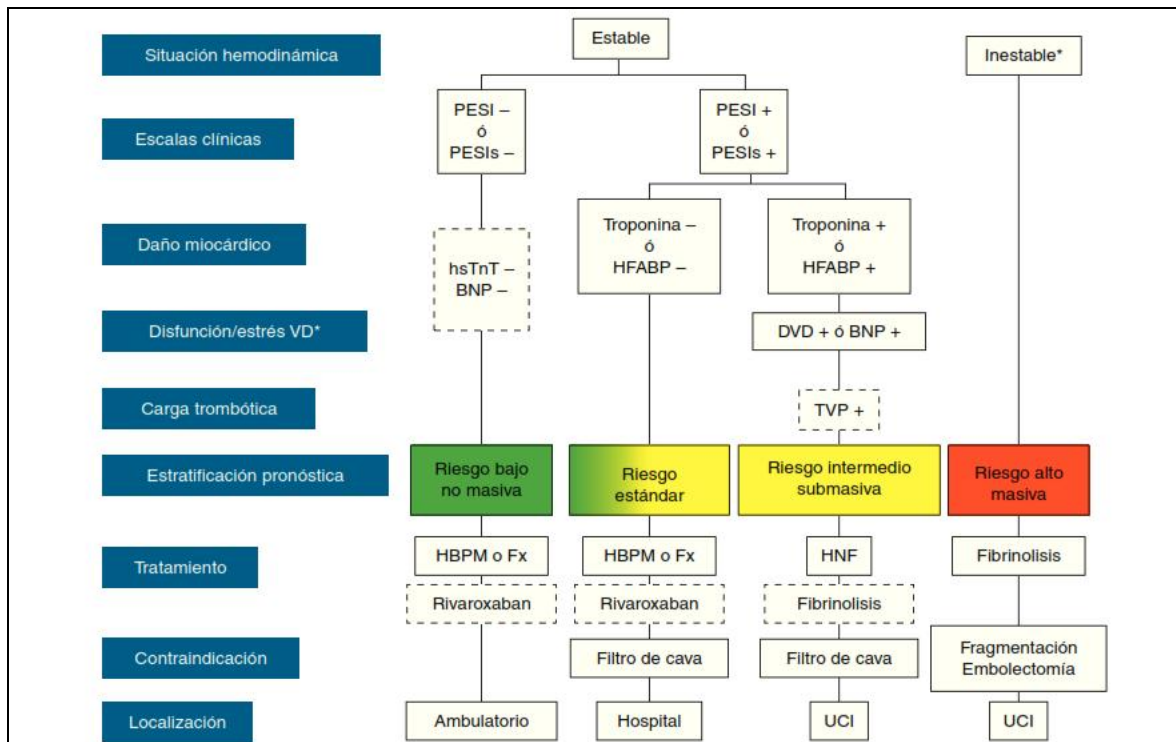 Situación hemodinámica
Estable
Inestable*
Escalas clínicas
PESI –
ó
PESIs –
PESI +
ó
PESIs +
Daño miocárdico
hsTnT –
BNP –
Troponina –
ó
HFABP –
Troponina +
ó
HFABP +
Disfunción/estrés VD*
DVD + ó BNP +
Carga trombótica
TVP +
Estratificación pronóstica
Riesgo bajo
no masiva
Riesgo
estándar
Riesgo intermedio
submasiva
Riesgo alto
masiva
Tratamiento
HBPM o Fx
HBPM o Fx
HNF
Fibrinolisis
Rivaroxaban
Rivaroxaban
Fibrinolisis
Contraindicación
Filtro de cava
Filtro de cava
Fragmentación
Embolectomía
Localización
Ambulatorio
Hospital
UCI
UCI